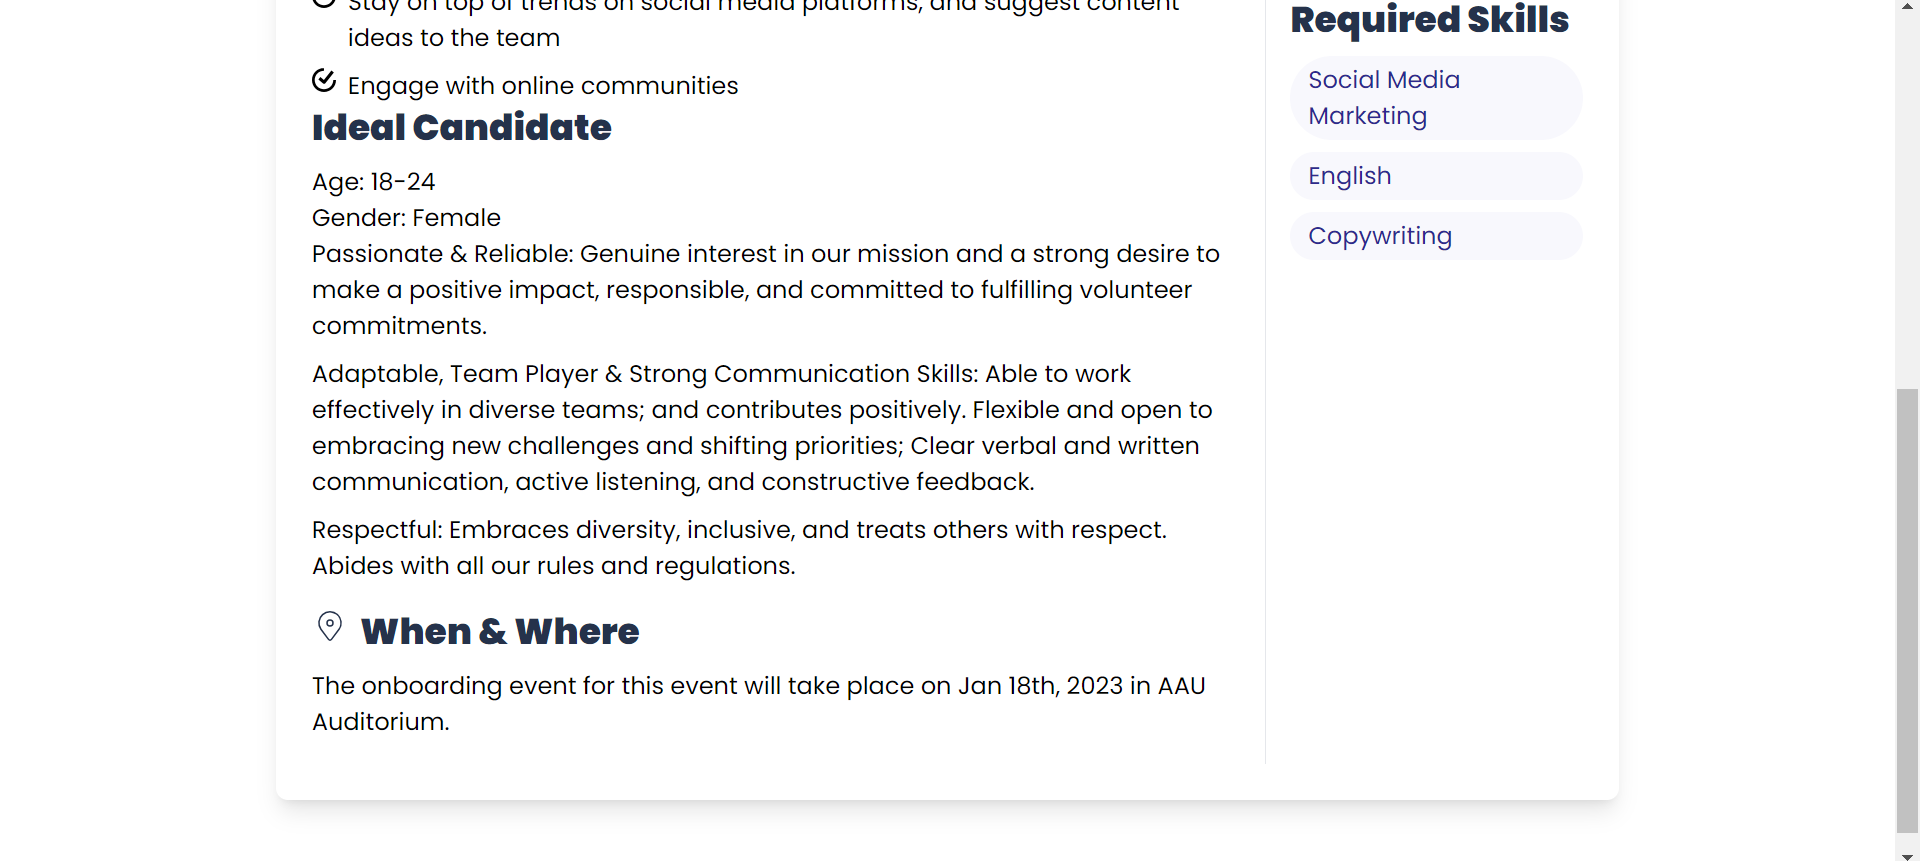 Stay on top of trends on social media platforms, and suggest content
ideas to the team
Engage with online communities
Ideal Candidate
Age: 18-24
Gender: Female
Passionate & Reliable: Genuine interest in our mission and a strong desire to
make a positive impact, responsible, and committed to fulfilling volunteer
commitments.
Adaptable, Team Player & Strong Communication Skills: Able to work
effectively in diverse teams; and contributes positively. Flexible and open to
embracing new challenges and shifting priorities; Clear verbal and written
communication, active listening, and constructive feedback.
Respectful: Embraces diversity, inclusive, and treats others with respect.
Abides with all our rules and regulations.
When & Where
The onboarding event for this event will take place on Jan 18th, 2023 in AAU
Auditorium.
Required Skills
Social Media
Marketing
English
Copywriting